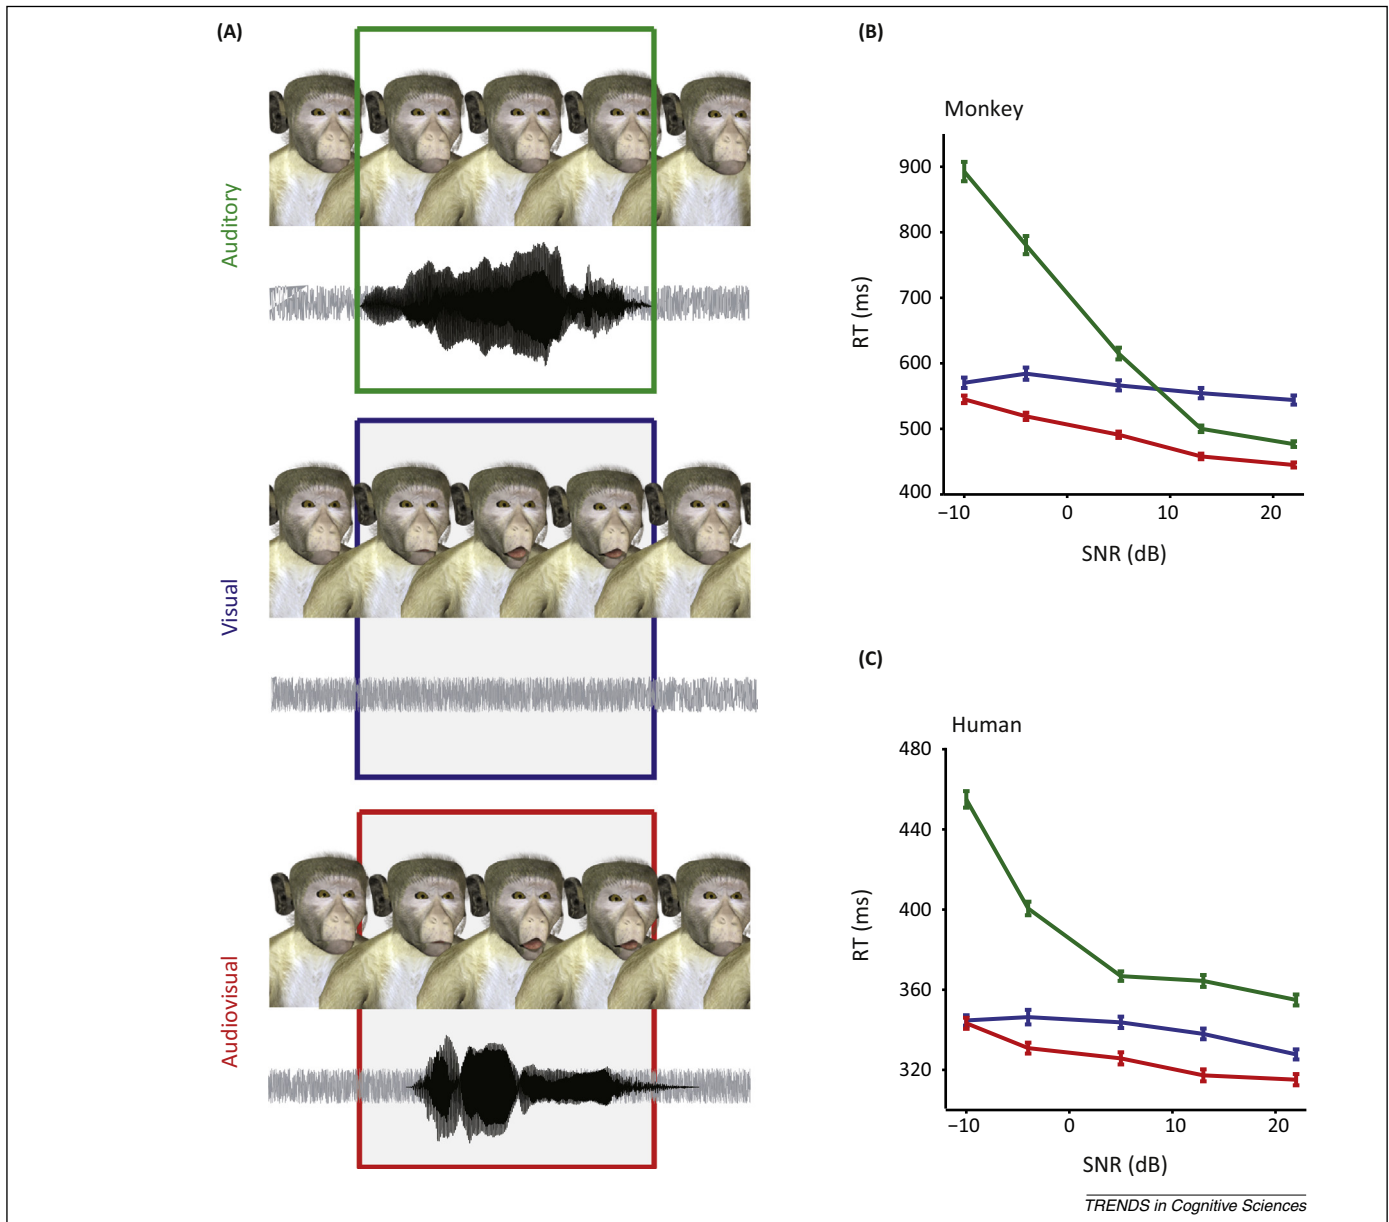 (A)
Auditory
Visual
Audiovisual
(B)
Monkey
900
800
700
600
500
400
RT (ms)
−10 0 10 20
SNR (dB)
(C)
Human
480
440
400
360
320
RT (ms)
−10 0 10 20
SNR (dB)
TRENDS in Cognitive Sciences